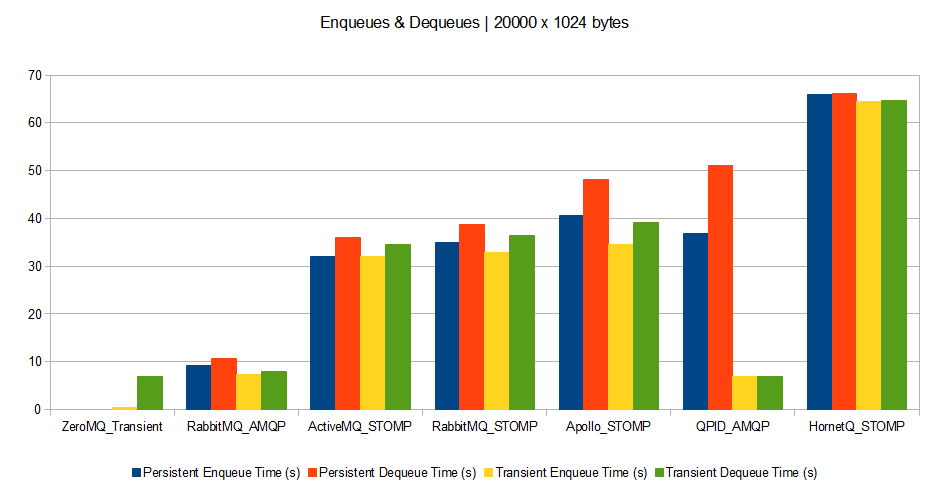 Enqueues & Dequeues | 20000 x 1024 bytes
70
60
50
40
30
20
10
0
ZeroMQ_Transient RabbitMQ_AMQP ActiveMQ_STOMP RabbitMQ_STOMP Apollo_STOMP QPID_AMQP HornetQ_STOMP
Persistent Enqueue Time (s) Persistent Dequeue Time (s) Transient Enqueue Time (s) Transient Dequeue Time (s)